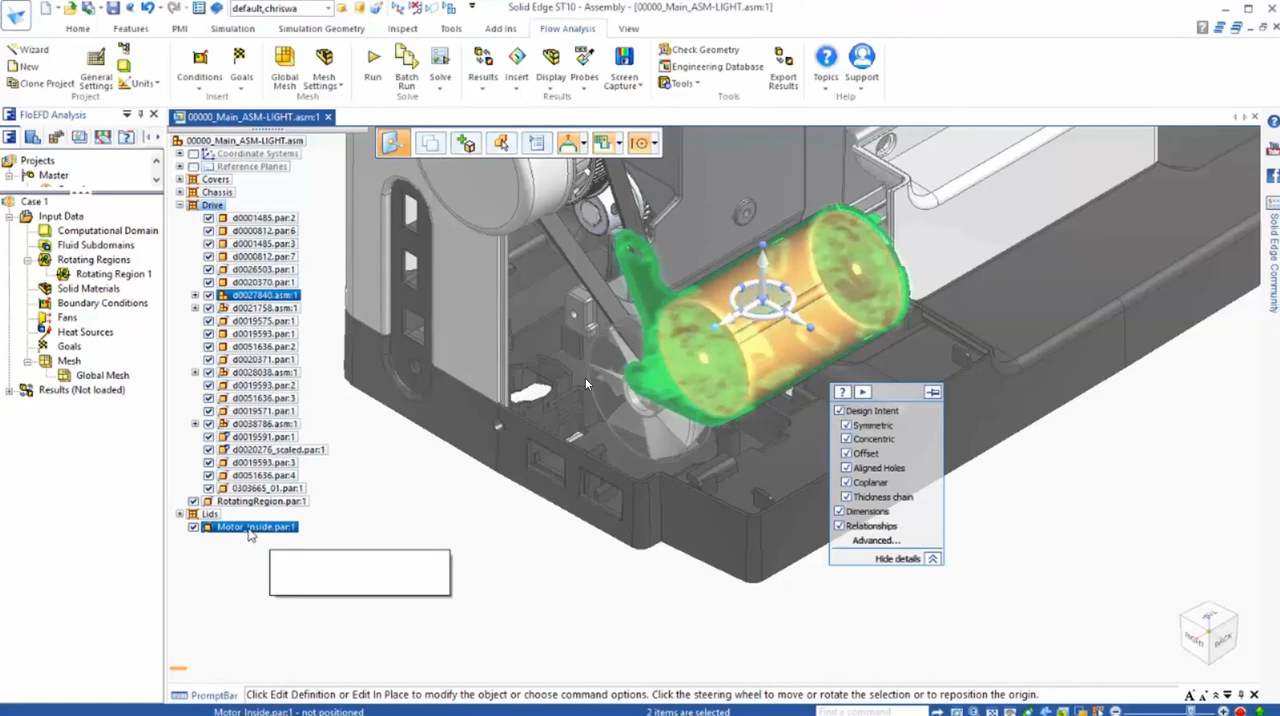 default,chriswa
Solid Edge ST10 - Assembly - [00000_Main_ASM-LIGHT.asm:1]
Home
Features
PMI
Simulation
Simulation Geometry
Inspect
Tools
Add Ins
Flow Analysis
View
Wizard
New
Clone Project
General
Settings
Units
Project
Conditions
Goals
Insert
Global
Mesh
Mesh
Settings
Mesh
Run
Batch
Run
Solve
Solve
Results
Insert
Display
Probes
Screen
Capture
Results
Check Geometry
Engineering Database
Tools
Export
Results
Tools
Topics
Support
Help
FloEFD Analysis
00000_Main_ASM-LIGHT.asm:1
Projects
Master
Case 1
Input Data
Computational Domain
Fluid Subdomains
Rotating Regions
Rotating Region 1
Solid Materials
Boundary Conditions
Fans
Heat Sources
Goals
Mesh
Global Mesh
Results (Not loaded)
00000_Main_ASM-LIGHT.asm
Coordinate Systems
Reference Planes
Covers
Chassis
Drive
d0001485.par:2
d0000812.par:6
d0001485.par:3
d0000812.par:7
d0026503.par:1
d0020370.par:1
d0027840.asm:1
d0021758.asm:1
d0019575.par:1
d0019593.par:1
d0051636.par:2
d0020371.par:1
d0028038.asm:1
d0019593.par:2
d0051636.par:3
d0019571.par:1
d0038786.asm:1
d0019591.par:1
d0020276_scaled.par:1
d0019593.par:3
d0051636.par:4
0303665_01.par:1
RotatingRegion.par:1
Lids
Motor_Inside.par:1
Design Intent
Symmetric
Concentric
Offset
Aligned Holes
Coplanar
Thickness chain
Dimensions
Relationships
Advanced...
Hide details
RIGHT
BACK
Solid Edge Community
PromptBar
Click Edit Definition or Edit In Place to modify the object or choose command options. Click the steering wheel to move or rotate the selection or to reposition the origin.
Motor Inside.par:1 - not positioned
2 items are selected
Find a command